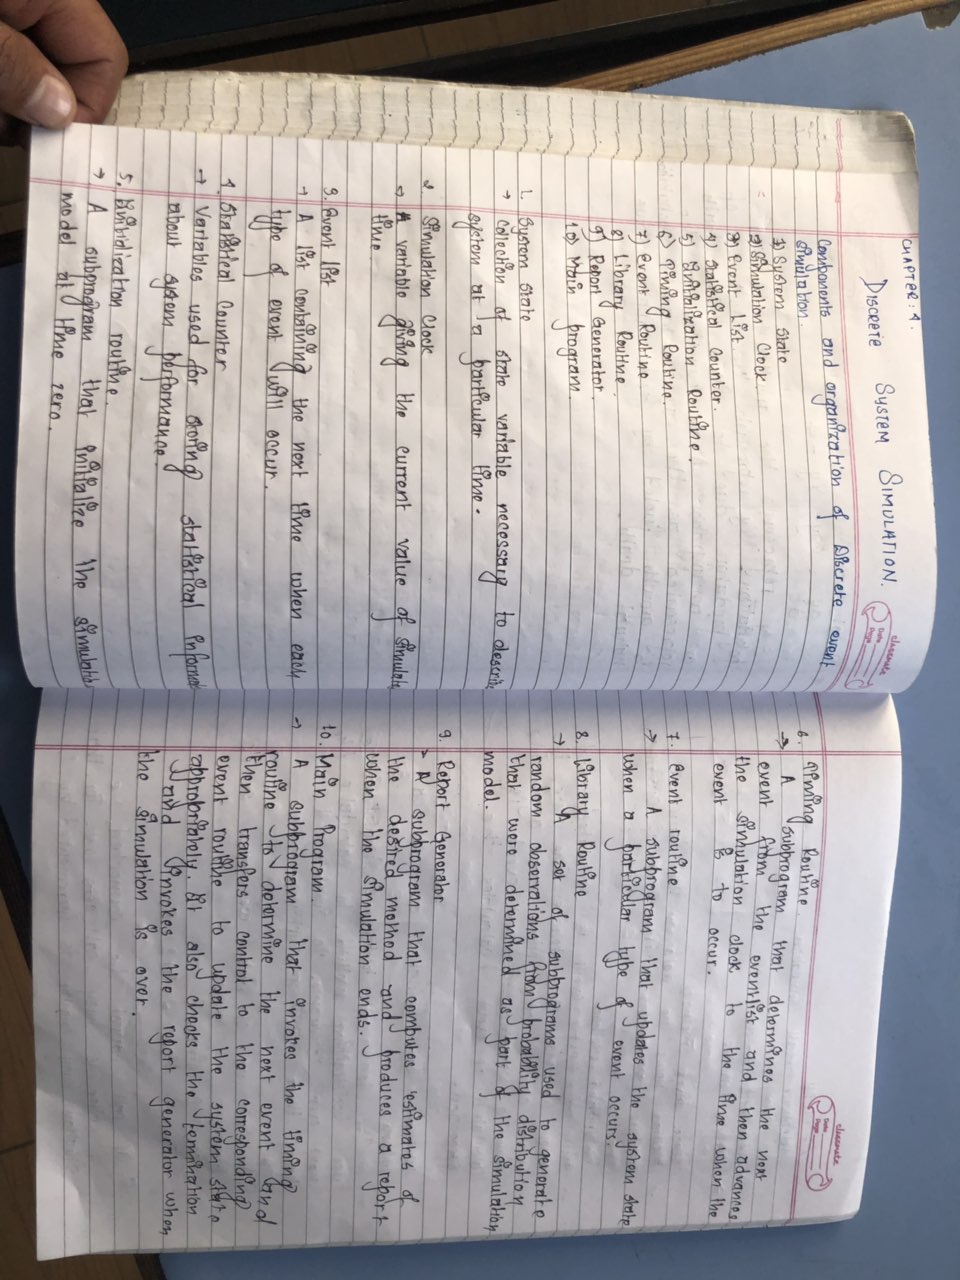 CHAPTER: 4.
DISCRETE SYSTEM SIMULATION.
classmate
Date
Page
Components and organization of Discrete event
simulation
1) System state
2) Simulation Clock.
3) Event List.
4) Statistical Counter.
5) Initialization Routine.
6) Timing Routine.
7) Event Routine
8) Library Routine.
9) Report Generator.
10) Main program.
1. System state
→ Collection of state variable necessary to describ
system at a particular time.
2. Simulation Clock
→ A variable giving the current value of simulate
time
3. Event list
→ A list containing the next time when each
type of event will occur.
4. Statistical Counter
→ Variables used for storing statistical informat
about system performance.
5. Initialization routine.
→ A subprogram that initialize the simulatio
model at time zero.
classmate
Date
Page
6. Timing Routine.
→ A subprogram that determines the next
event from the eventlist and then advances
the simulation clock to the time when the
event is to occur.
7. Event routine
→ A subprogram that updates the system state
when a particular type of event occurs.
8. Library Routine
→ A set of subprograms used to generate
random observations from probability distribution
that were determined as part of the simulation
model.
9. Report Generator
→ A subprogram that computes estimates of
the desired method and produces a report
when the simulation ends.
10. Main Program.
→ A subprogram that invotes the timing
routine to determine the next event and
then transfers control to the corresponding
event routine to update the system state
appropritaly. It also checks the temination
and invokes the report generator when
the simulation is over.